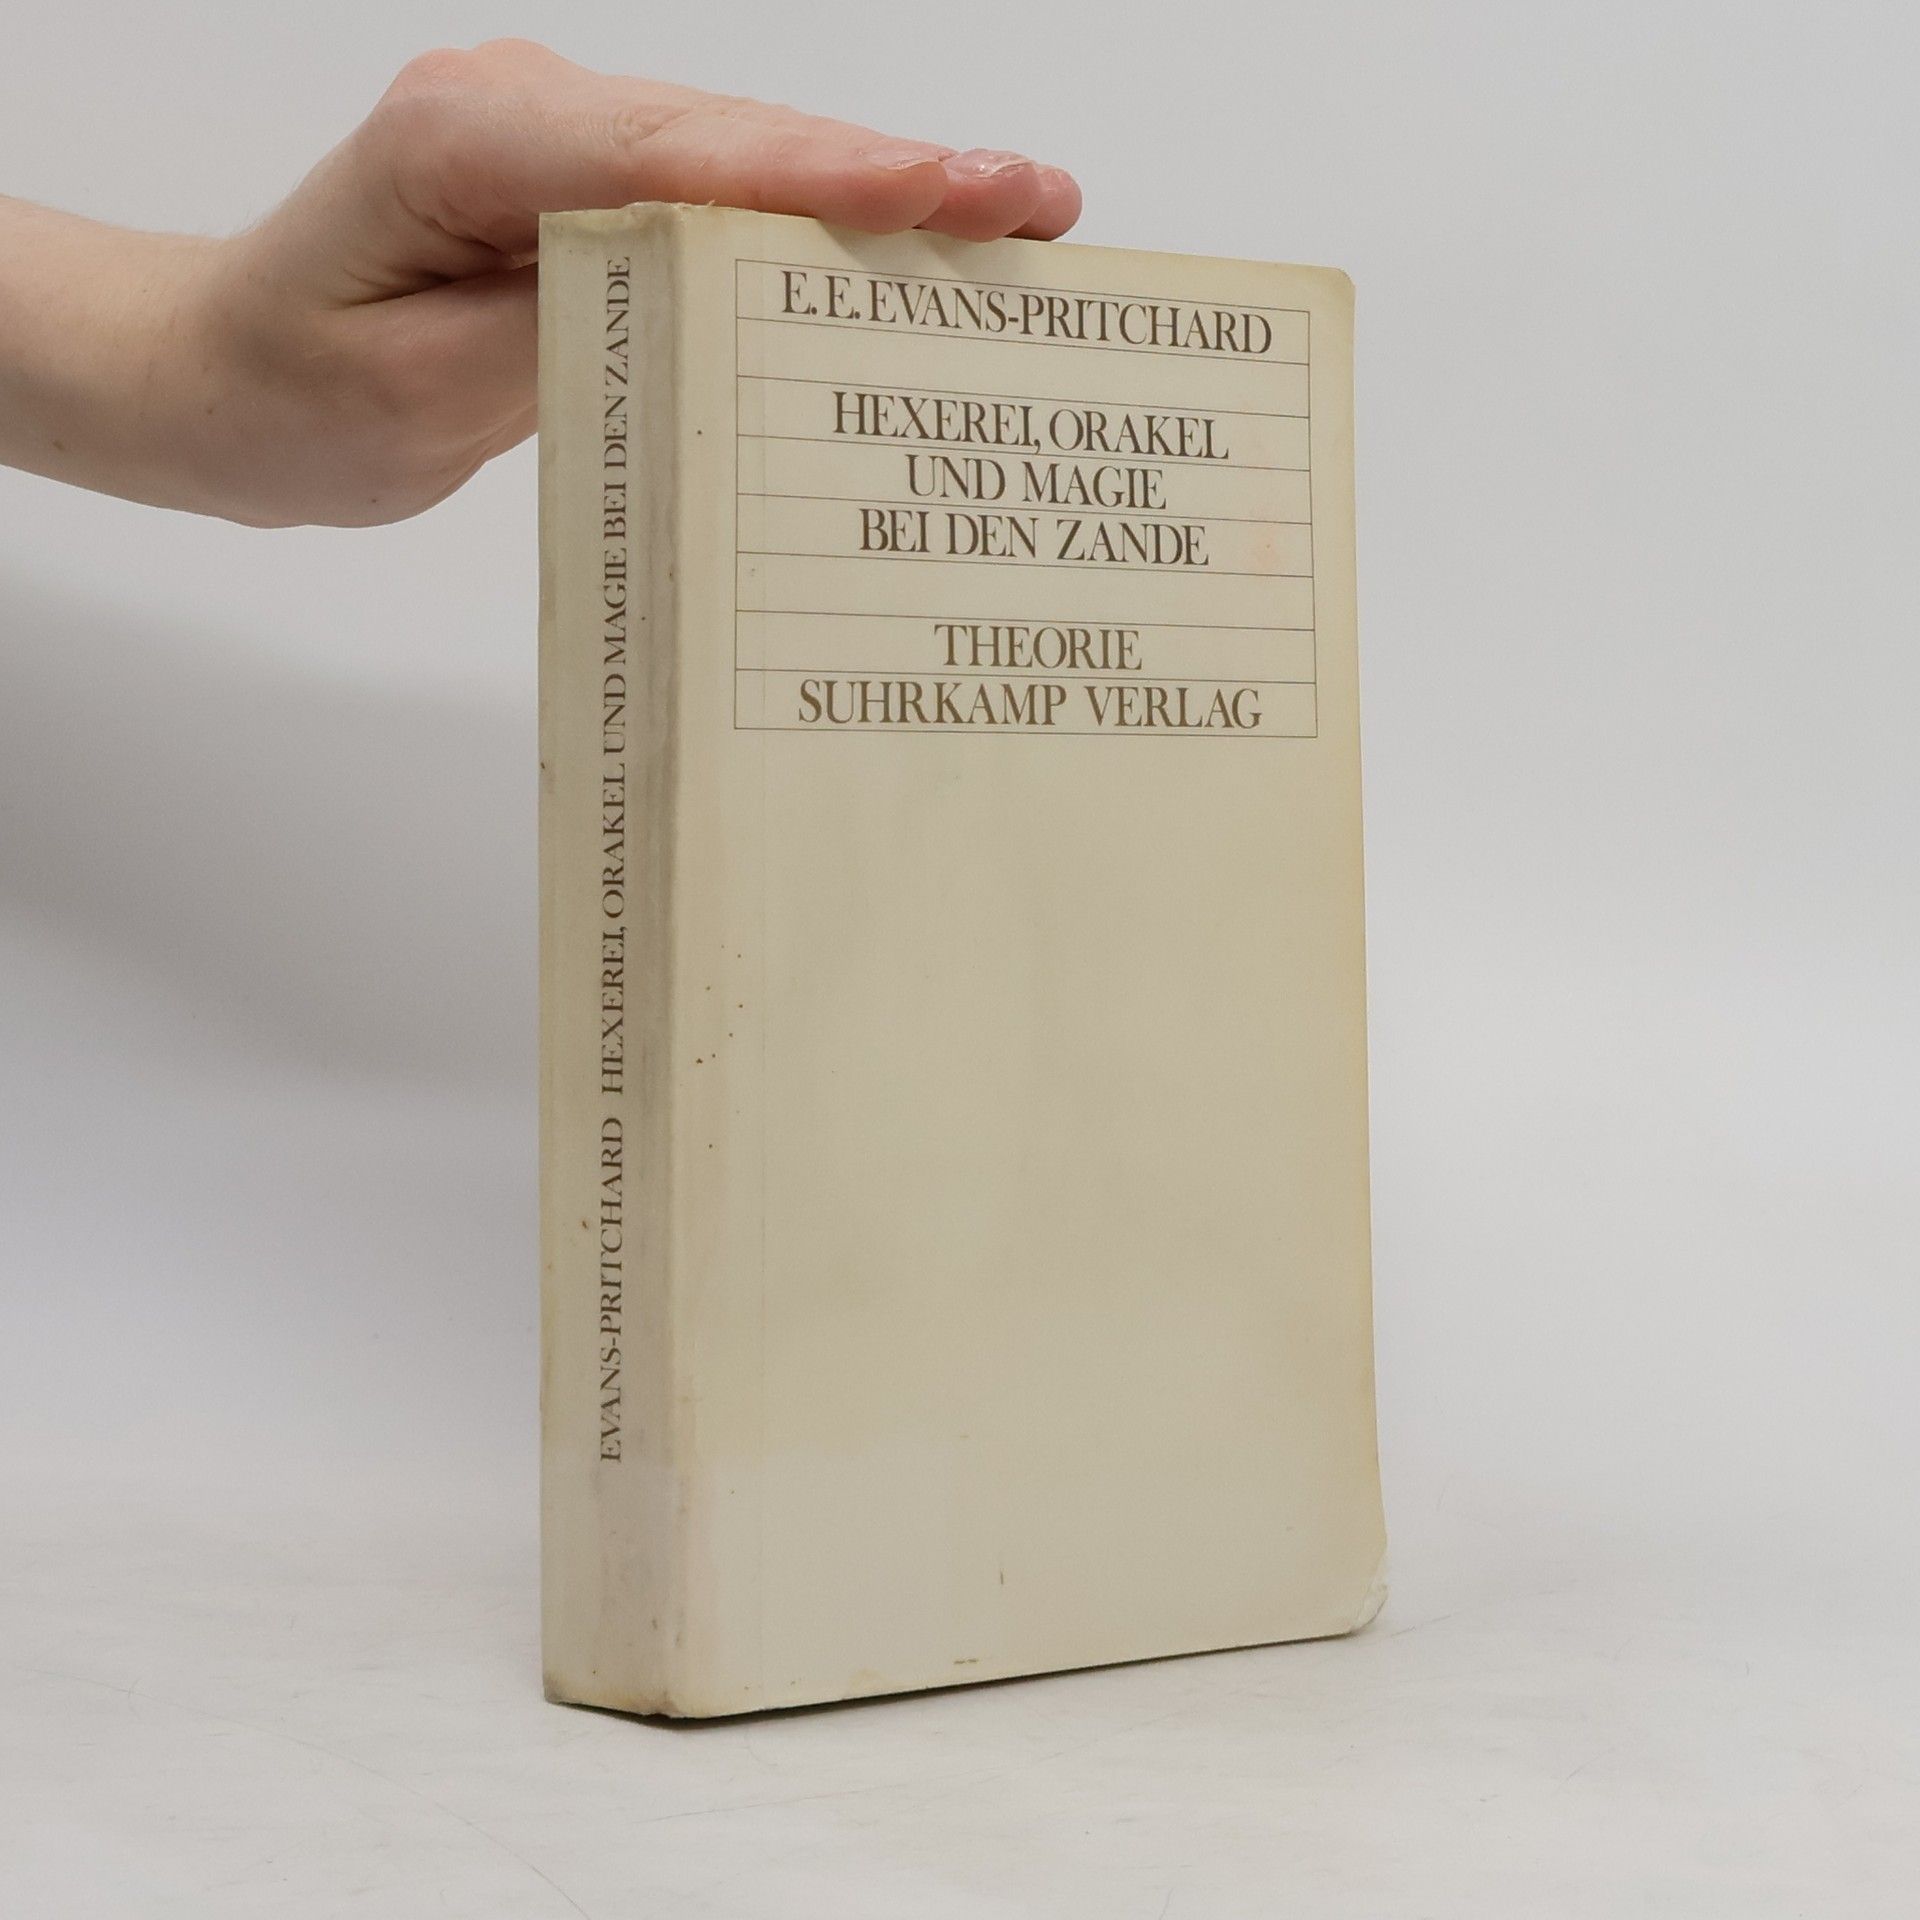 E. E. EVANS-PRITCHARD
HEXEREI, ORAKEL
UND MAGIE
BEI DEN ZANDE
THEORIE
SUHRKAMP VERLAG
EVANS-PRITCHARD HEXEREI, ORAKEL UND MAGIE BEI DEN ZANDE